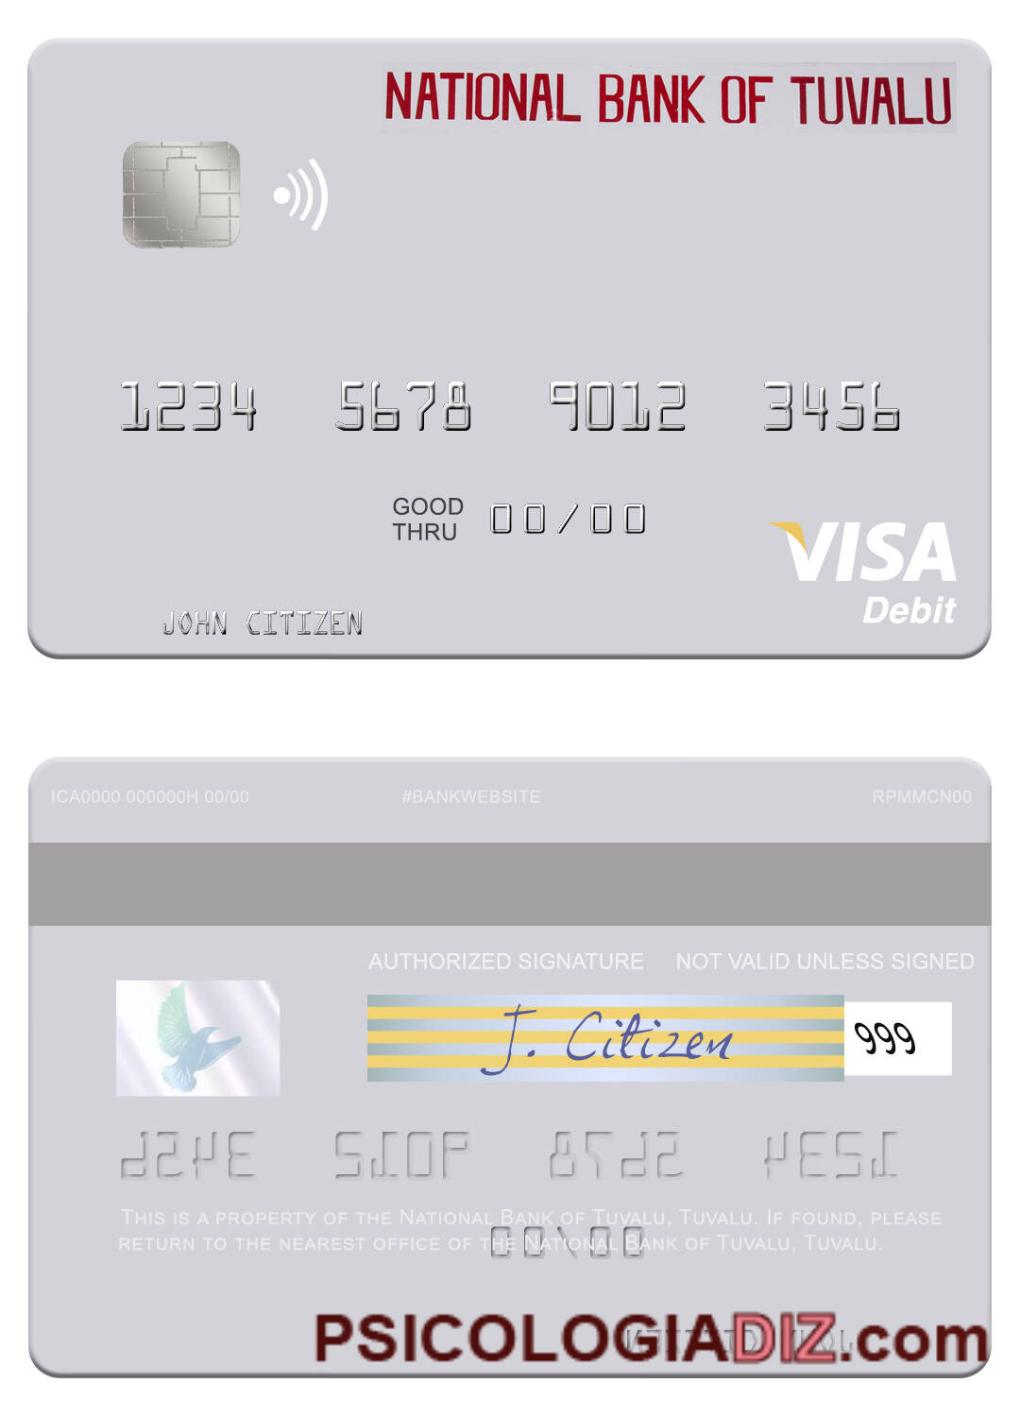 NATIONAL BANK OF TUVALU
1234 5678 9012 3456
GOOD THRU 00/00
VISA
Debit
JOHN CITIZEN
ICA0000 000000H 00/00 #BANKWEBSITE RPMMCN00
AUTHORIZED SIGNATURE NOT VALID UNLESS SIGNED
J. Citizen 999
THIS IS A PROPERTY OF THE NATIONAL BANK OF TUVALU, TUVALU. IF FOUND, PLEASE
RETURN TO THE NEAREST OFFICE OF THE NATIONAL BANK OF TUVALU, TUVALU.
PSICOLOGIADIZ.com